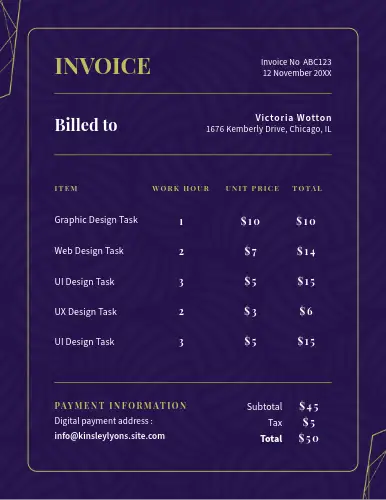 INVOICE
Invoice No ABC123
12 November 20XX
Billed to
Victoria Wotton
1676 Kemberly Drive, Chicago, IL
ITEM WORK HOUR UNIT PRICE TOTAL
Graphic Design Task 1 $10 $10
Web Design Task 2 $7 $14
UI Design Task 3 $5 $15
UX Design Task 2 $3 $6
UI Design Task 3 $5 $15
PAYMENT INFORMATION
Digital payment address :
info@kinsleylyons.site.com
Subtotal $45
Tax $5
Total $50